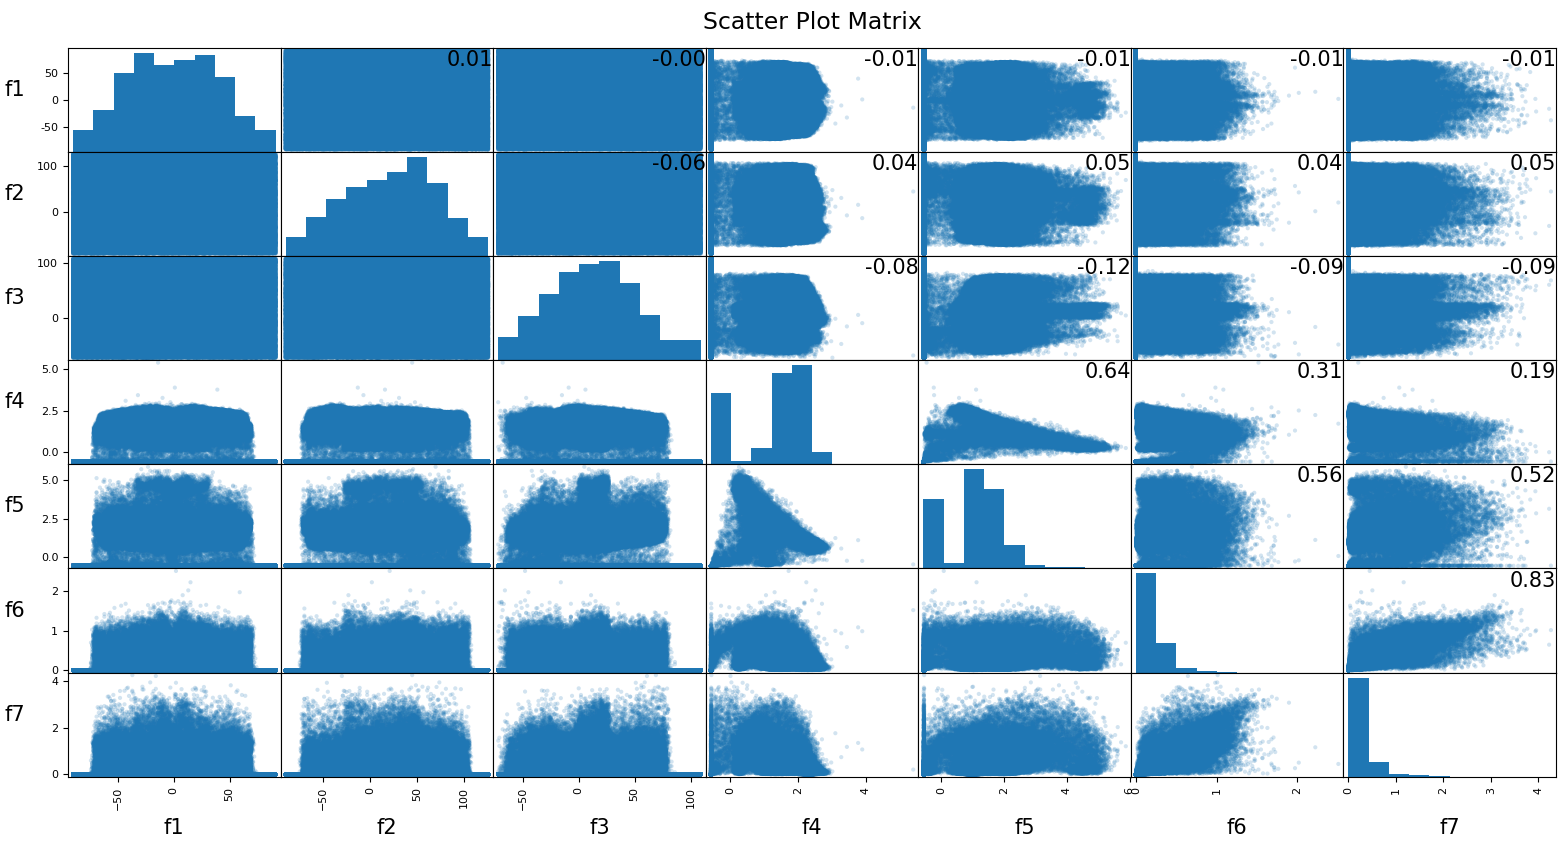 Scatter Plot Matrix
f1 50 0 -50 0.01 -0.00 -0.01 -0.01 -0.01 -0.01
f2 100 0 -0.06 0.04 0.05 0.04 0.05
f3 100 0 -0.08 -0.12 -0.09 -0.09
f4 5.0 2.5 0.0 0.64 0.31 0.19
f5 5.0 2.5 0.0 0.56 0.52
f6 2 1 0 0.83
f7 4 2 0
−50 0 50 −50 0 50 100 −50 0 50 100 0 2 4 0 2 4 6 0 1 2 0 1 2 3 4
f1 f2 f3 f4 f5 f6 f7